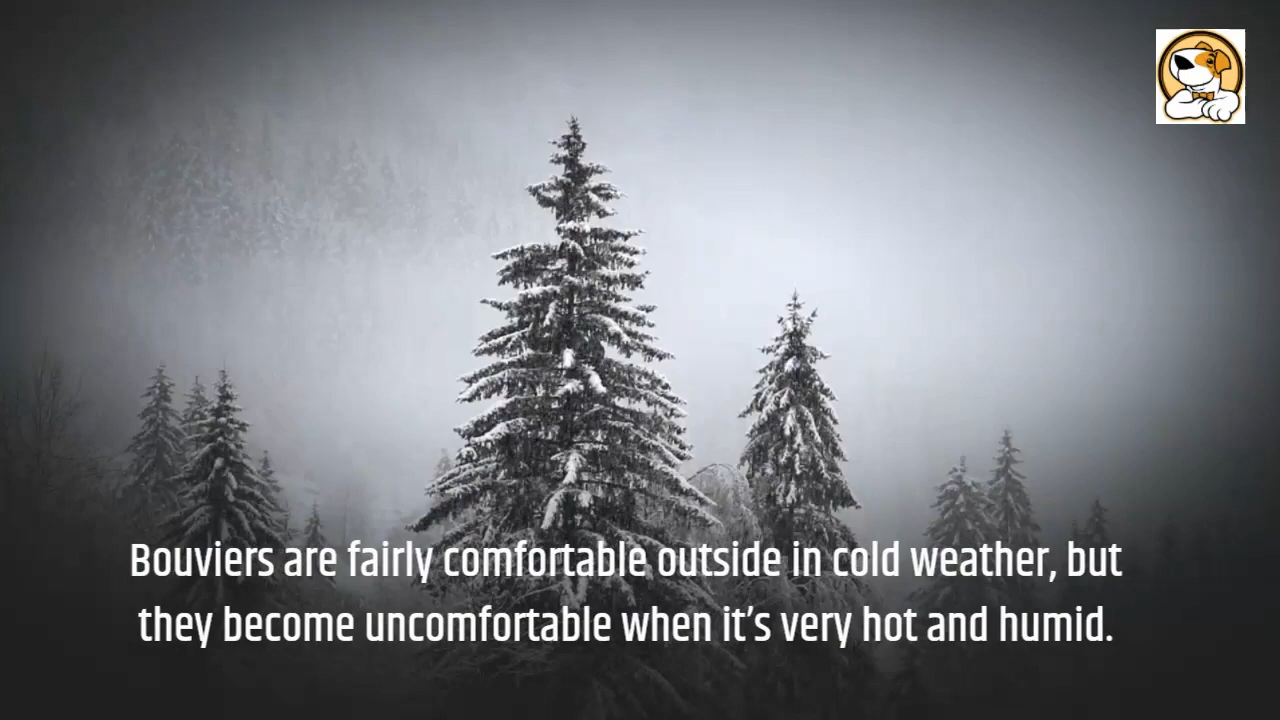 Bouviers are fairly comfortable outside in cold weather, but
they become uncomfortable when it’s very hot and humid.